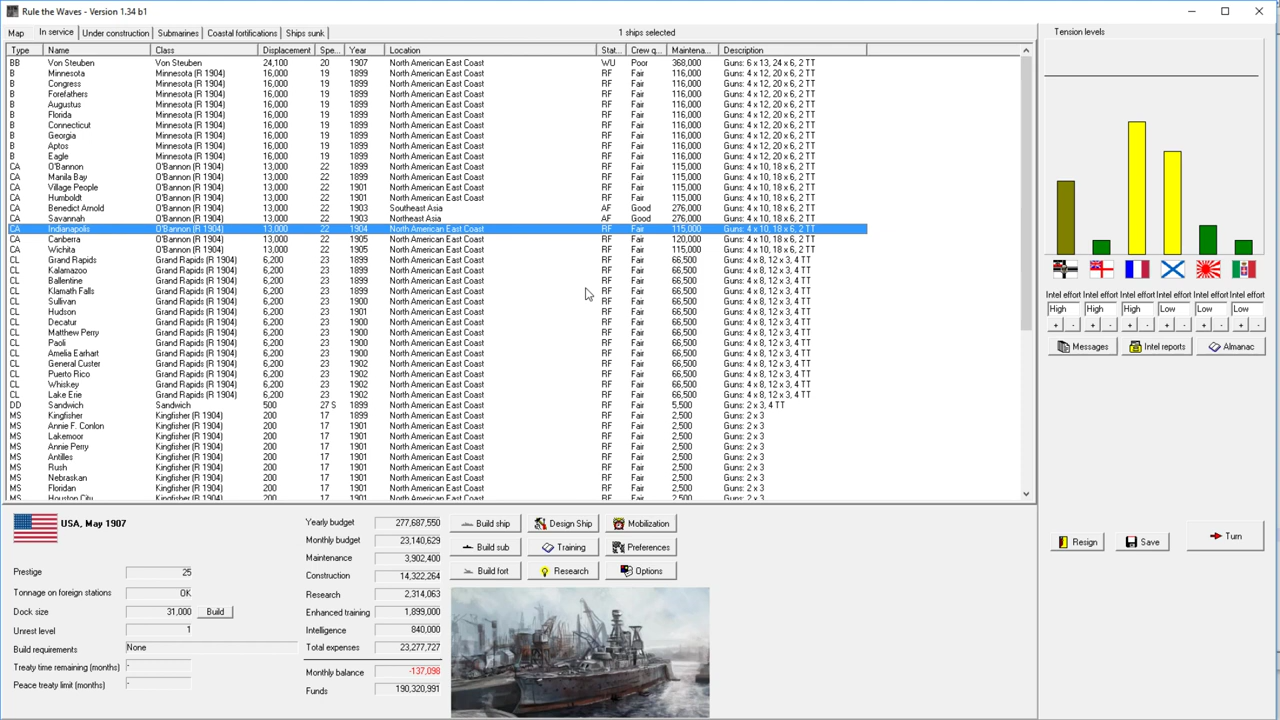 Rule the Waves - Version 1.34 b1
Map In service Under construction Submarines Coastal fortifications Ships sunk 1 ships selected
Type Name Class Displacement Spe... Year Location Stat... Crew q... Maintena... Description
BB Von Steuben Von Steuben 24,100 20 1907 North American East Coast WU Poor 368,000 Guns: 6 x 13, 24 x 6, 2 TT
B Minnesota Minnesota (R 1904) 16,000 19 1899 North American East Coast RF Fair 116,000 Guns: 4 x 12, 20 x 6, 2 TT
B Congress Minnesota (R 1904) 16,000 19 1899 North American East Coast RF Fair 116,000 Guns: 4 x 12, 20 x 6, 2 TT
B Forefathers Minnesota (R 1904) 16,000 19 1899 North American East Coast RF Fair 116,000 Guns: 4 x 12, 20 x 6, 2 TT
B Augustus Minnesota (R 1904) 16,000 19 1899 North American East Coast RF Fair 116,000 Guns: 4 x 12, 20 x 6, 2 TT
B Florida Minnesota (R 1904) 16,000 19 1899 North American East Coast RF Fair 116,000 Guns: 4 x 12, 20 x 6, 2 TT
B Connecticut Minnesota (R 1904) 16,000 19 1899 North American East Coast RF Fair 116,000 Guns: 4 x 12, 20 x 6, 2 TT
B Georgia Minnesota (R 1904) 16,000 19 1899 North American East Coast RF Fair 116,000 Guns: 4 x 12, 20 x 6, 2 TT
B Aptos Minnesota (R 1904) 16,000 19 1899 North American East Coast RF Fair 116,000 Guns: 4 x 12, 20 x 6, 2 TT
B Eagle Minnesota (R 1904) 16,000 19 1899 North American East Coast RF Fair 116,000 Guns: 4 x 12, 20 x 6, 2 TT
CA O'Bannon O'Bannon (R 1904) 13,000 22 1899 North American East Coast RF Fair 115,000 Guns: 4 x 10, 18 x 6, 2 TT
CA Manila Bay O'Bannon (R 1904) 13,000 22 1899 North American East Coast RF Fair 115,000 Guns: 4 x 10, 18 x 6, 2 TT
CA Village People O'Bannon (R 1904) 13,000 22 1901 North American East Coast RF Fair 115,000 Guns: 4 x 10, 18 x 6, 2 TT
CA Humboldt O'Bannon (R 1904) 13,000 22 1901 North American East Coast RF Fair 115,000 Guns: 4 x 10, 18 x 6, 2 TT
CA Benedict Arnold O'Bannon (R 1904) 13,000 22 1903 Southeast Asia AF Good 276,000 Guns: 4 x 10, 18 x 6, 2 TT
CA Savannah O'Bannon (R 1904) 13,000 22 1903 Northeast Asia AF Good 276,000 Guns: 4 x 10, 18 x 6, 2 TT
CA Indianapolis O'Bannon (R 1904) 13,000 22 1904 North American East Coast RF Fair 115,000 Guns: 4 x 10, 18 x 6, 2 TT
CA Canberra O'Bannon (R 1904) 13,000 22 1905 North American East Coast RF Fair 120,000 Guns: 4 x 10, 18 x 6, 2 TT
CA Wichita O'Bannon (R 1904) 13,000 22 1905 North American East Coast RF Fair 115,000 Guns: 4 x 10, 18 x 6, 2 TT
CL Grand Rapids Grand Rapids (R 1904) 6,200 23 1899 North American East Coast RF Fair 66,500 Guns: 4 x 8, 12 x 3, 4 TT
CL Kalamazoo Grand Rapids (R 1904) 6,200 23 1899 North American East Coast RF Fair 66,500 Guns: 4 x 8, 12 x 3, 4 TT
CL Ballentine Grand Rapids (R 1904) 6,200 23 1899 North American East Coast RF Fair 66,500 Guns: 4 x 8, 12 x 3, 4 TT
CL Klamath Falls Grand Rapids (R 1904) 6,200 23 1899 North American East Coast RF Fair 66,500 Guns: 4 x 8, 12 x 3, 4 TT
CL Sullivan Grand Rapids (R 1904) 6,200 23 1900 North American East Coast RF Fair 66,500 Guns: 4 x 8, 12 x 3, 4 TT
CL Hudson Grand Rapids (R 1904) 6,200 23 1901 North American East Coast RF Fair 66,500 Guns: 4 x 8, 12 x 3, 4 TT
CL Decatur Grand Rapids (R 1904) 6,200 23 1900 North American East Coast RF Fair 66,500 Guns: 4 x 8, 12 x 3, 4 TT
CL Matthew Perry Grand Rapids (R 1904) 6,200 23 1900 North American East Coast RF Fair 66,500 Guns: 4 x 8, 12 x 3, 4 TT
CL Paoli Grand Rapids (R 1904) 6,200 23 1901 North American East Coast RF Fair 66,500 Guns: 4 x 8, 12 x 3, 4 TT
CL Amelia Earhart Grand Rapids (R 1904) 6,200 23 1901 North American East Coast RF Fair 66,500 Guns: 4 x 8, 12 x 3, 4 TT
CL General Custer Grand Rapids (R 1904) 6,200 23 1902 North American East Coast RF Fair 66,500 Guns: 4 x 8, 12 x 3, 4 TT
CL Puerto Rico Grand Rapids (R 1904) 6,200 23 1902 North American East Coast RF Fair 66,500 Guns: 4 x 8, 12 x 3, 4 TT
CL Whiskey Grand Rapids (R 1904) 6,200 23 1902 North American East Coast RF Fair 66,500 Guns: 4 x 8, 12 x 3, 4 TT
CL Lake Erie Grand Rapids (R 1904) 6,200 23 1902 North American East Coast RF Fair 66,500 Guns: 4 x 8, 12 x 3, 4 TT
DD Sandwich Sandwich 500 27 S 1899 North American East Coast RF Fair 5,500 Guns: 2 x 3, 4 TT
MS Kingfisher Kingfisher (R 1904) 200 17 1899 North American East Coast RF Fair 2,500 Guns: 2 x 3
MS Annie F. Conlon Kingfisher (R 1904) 200 17 1901 North American East Coast RF Fair 2,500 Guns: 2 x 3
MS Lakemoor Kingfisher (R 1904) 200 17 1901 North American East Coast RF Fair 2,500 Guns: 2 x 3
MS Annie Perry Kingfisher (R 1904) 200 17 1901 North American East Coast RF Fair 2,500 Guns: 2 x 3
MS Antilles Kingfisher (R 1904) 200 17 1901 North American East Coast RF Fair 2,500 Guns: 2 x 3
MS Rush Kingfisher (R 1904) 200 17 1901 North American East Coast RF Fair 2,500 Guns: 2 x 3
MS Nebraskan Kingfisher (R 1904) 200 17 1901 North American East Coast RF Fair 2,500 Guns: 2 x 3
MS Floridan Kingfisher (R 1904) 200 17 1901 North American East Coast RF Fair 2,500 Guns: 2 x 3
MS Houston City Kingfisher (R 1904) 200 17 1901 North American East Coast RF Fair 2,500 Guns: 2 x 3
Tension levels
Intel effort Intel effort Intel effort Intel effort Intel effort Intel effort
High High High Low Low Low
+ - + - + - + - + - + -
Messages Intel reports Almanac
USA, May 1907
Prestige 25
Tonnage on foreign stations OK
Dock size 31,000 Build
Unrest level 1
Build requirements None
Treaty time remaining (months) -
Peace treaty limit (months) -
Yearly budget 277,687,550
Monthly budget 23,140,629
Maintenance 3,902,400
Construction 14,322,264
Research 2,314,063
Enhanced training 1,899,000
Intelligence 840,000
Total expenses 23,277,727
Monthly balance -137,098
Funds 190,320,991
Build ship Design Ship Mobilization
Build sub Training Preferences
Build fort Research Options
Resign Save Turn